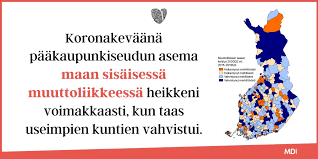 Koronakeväänä
pääkaupunkiseudun asema
maan sisäisessä
muuttoliikkeessä heikkeni
voimakkaasti, kun taas
useimpien kuntien vahvistui.
MDI